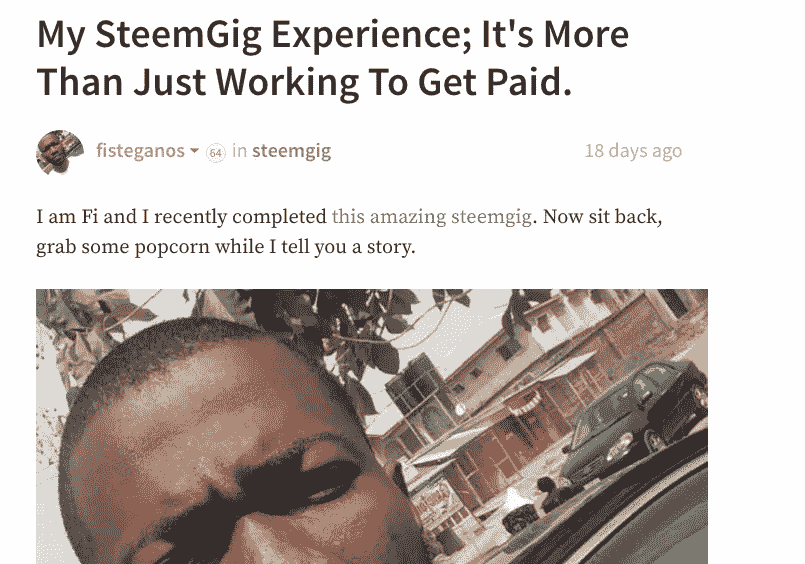 My SteemGig Experience; It's More
Than Just Working To Get Paid.
fisteganos 64 in steemgig 18 days ago
I am Fi and I recently completed this amazing steemgig. Now sit back,
grab some popcorn while I tell you a story.